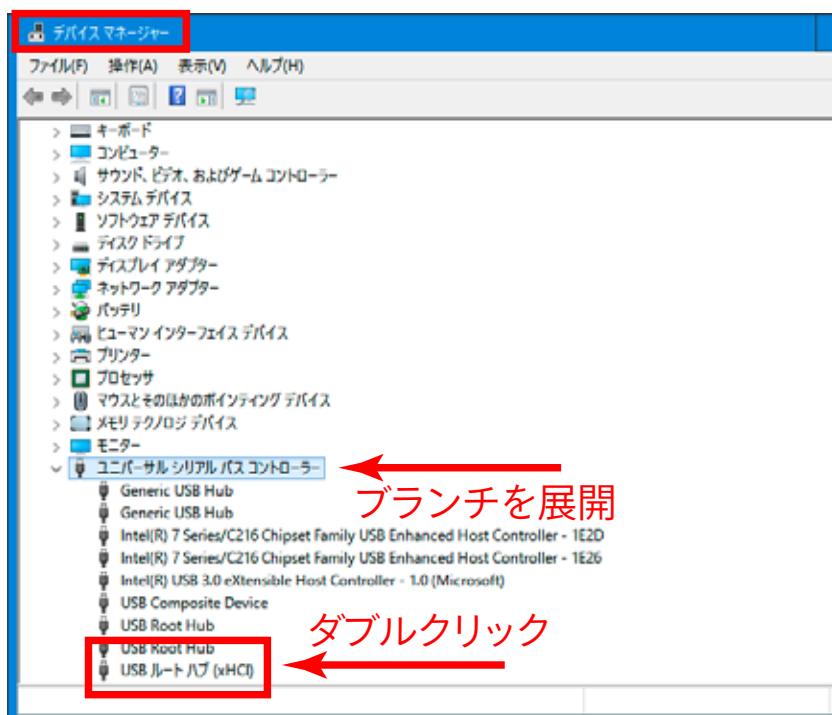 デバイス マネージャー
ファイル(F) 操作(A) 表示(V) ヘルプ(H)
キーボード
コンピューター
サウンド、ビデオ、およびゲーム コントローラー
システム デバイス
ソフトウェア デバイス
ディスク ドライブ
ディスプレイ アダプター
ネットワーク アダプター
バッテリ
ヒューマン インターフェイス デバイス
プリンター
プロセッサ
マウスとそのほかのポインティング デバイス
メモリ テクノロジ デバイス
モニター
ユニバーサル シリアル バス コントローラー
ブランチを展開
Generic USB Hub
Generic USB Hub
Intel(R) 7 Series/C216 Chipset Family USB Enhanced Host Controller - 1E2D
Intel(R) 7 Series/C216 Chipset Family USB Enhanced Host Controller - 1E26
Intel(R) USB 3.0 eXtensible Host Controller - 1.0 (Microsoft)
USB Composite Device
USB Root Hub
ダブルクリック
USB Root Hub
USB ルート ハブ (xHCI)